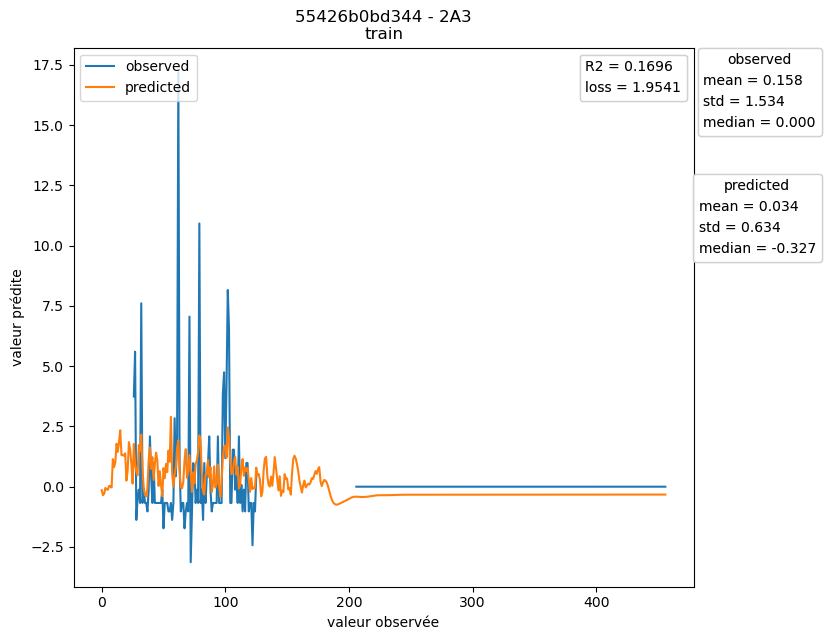 55426b0bd344 - 2A3
train
observed
predicted
R2 = 0.1696
loss = 1.9541
observed
mean = 0.158
std = 1.534
median = 0.000
predicted
mean = 0.034
std = 0.634
median = -0.327
17.5
15.0
12.5
10.0
7.5
5.0
2.5
0.0
−2.5
valeur prédite
0
100
200
300
400
valeur observée